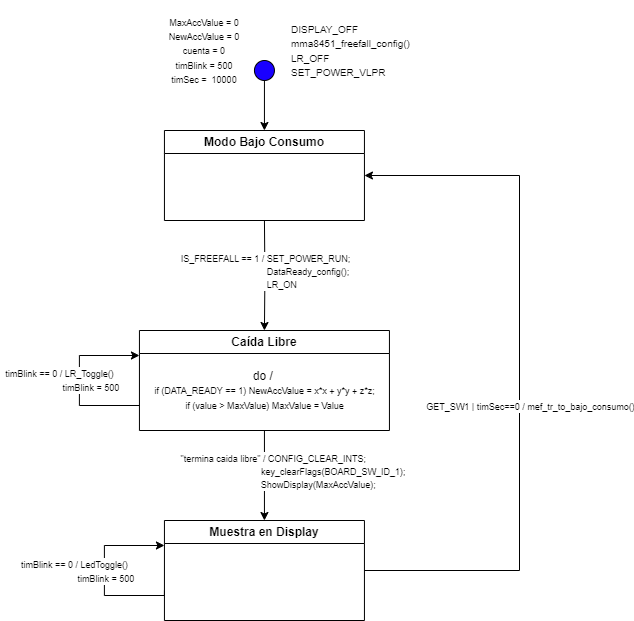 MaxAccValue = 0
NewAccValue = 0
cuenta = 0
timBlink = 500
timSec =  10000
DISPLAY_OFF
mma8451_freefall_config()
LR_OFF
SET_POWER_VLPR
Modo Bajo Consumo
IS_FREEFALL == 1 / SET_POWER_RUN;
DataReady_config();
LR_ON
Caída Libre
do /
if (DATA_READY == 1) NewAccValue = x*x + y*y + z*z;
if (value > MaxValue) MaxValue = Value
timBlink == 0 / LR_Toggle()
timBlink = 500
GET_SW1 | timSec==0 / mef_tr_to_bajo_consumo()
"termina caida libre" / CONFIG_CLEAR_INTS;
key_clearFlags(BOARD_SW_ID_1);
ShowDisplay(MaxAccValue);
Muestra en Display
timBlink == 0 / LedToggle()
timBlink = 500